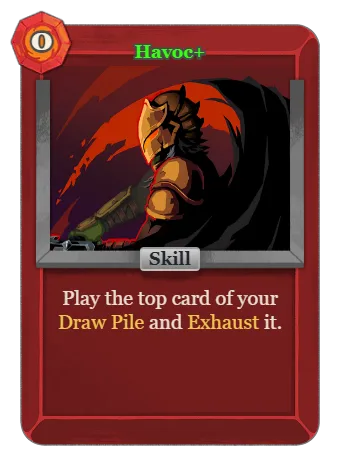 0
Havoc+
Skill
Play the top card of your
Draw Pile and Exhaust it.